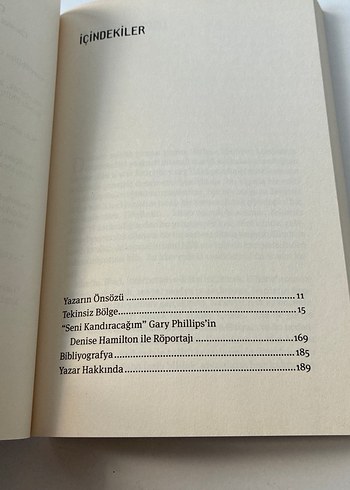 İÇİNDEKİLER
Yazarın Önsözü ........................................................ 11
Tekinsiz Bölge............................................................ 15
“Seni Kandıracağım” Gary Phillips’in
Denise Hamilton ile Röportajı ....................................169
Bibliyografya..............................................................185
Yazar Hakkında..........................................................189